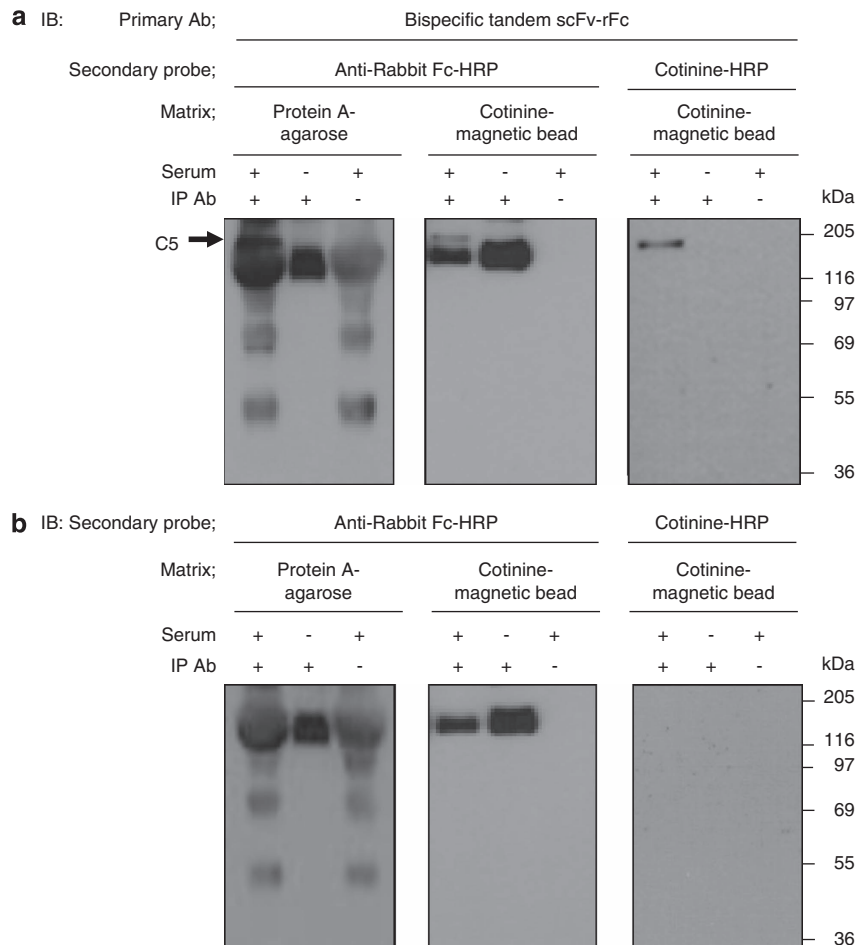 a IB: Primary Ab; Bispecific tandem scFv-rFc
Secondary probe; Anti-Rabbit Fc-HRP Cotinine-HRP
Matrix; Protein A- Cotinine- Cotinine-
agarose magnetic bead magnetic bead
Serum + - + + - + + - +
IP Ab + + - + + - + + - kDa
C5
205
116
97
69
55
36
b IB: Secondary probe; Anti-Rabbit Fc-HRP Cotinine-HRP
Matrix; Protein A- Cotinine- Cotinine-
agarose magnetic bead magnetic bead
Serum + - + + - + + - +
IP Ab + + - + + - + + - kDa
205
116
97
69
55
36